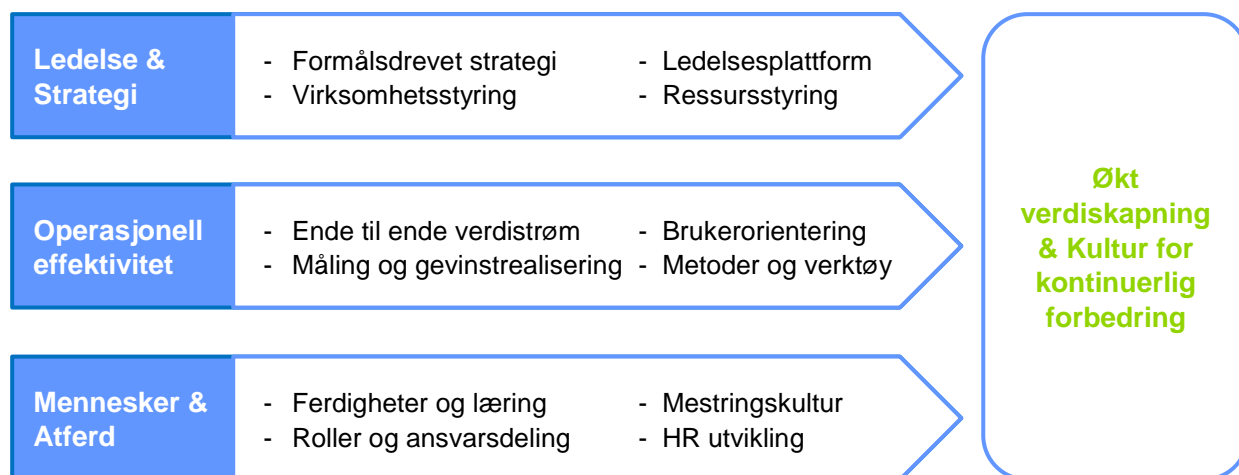 Ledelse &
Strategi
- Formålsdrevet strategi
- Virksomhetsstyring
- Ledelsesplattform
- Ressursstyring
Operasjonell
effektivitet
- Ende til ende verdistrøm
- Måling og gevinstrealisering
- Brukerorientering
- Metoder og verktøy
Mennesker &
Atferd
- Ferdigheter og læring
- Roller og ansvarsdeling
- Mestringskultur
- HR utvikling
Økt
verdiskapning
& Kultur for
kontinuerlig
forbedring